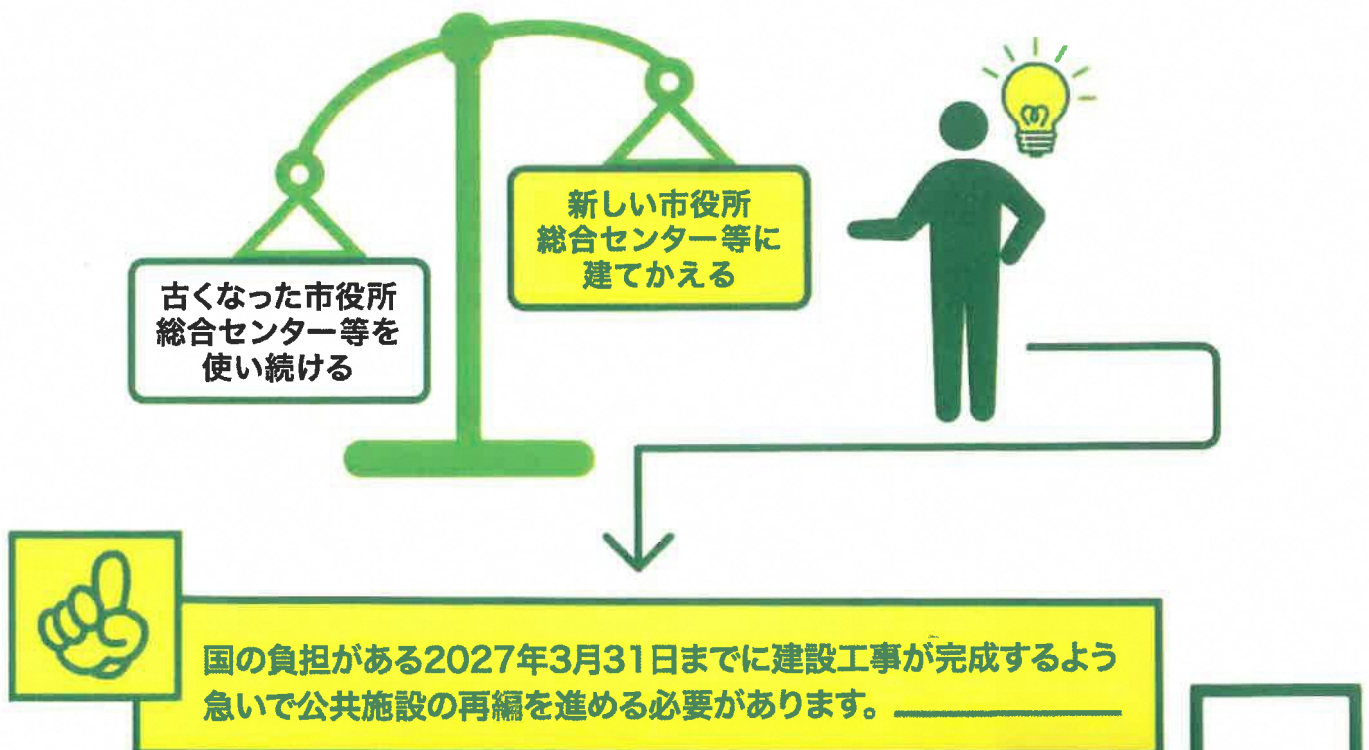 古くなった市役所
総合センター等を
使い続ける
新しい市役所
総合センター等に
建てかえる
国の負担がある2027年3月31日までに建設工事が完成するよう
急いで公共施設の再編を進める必要があります。